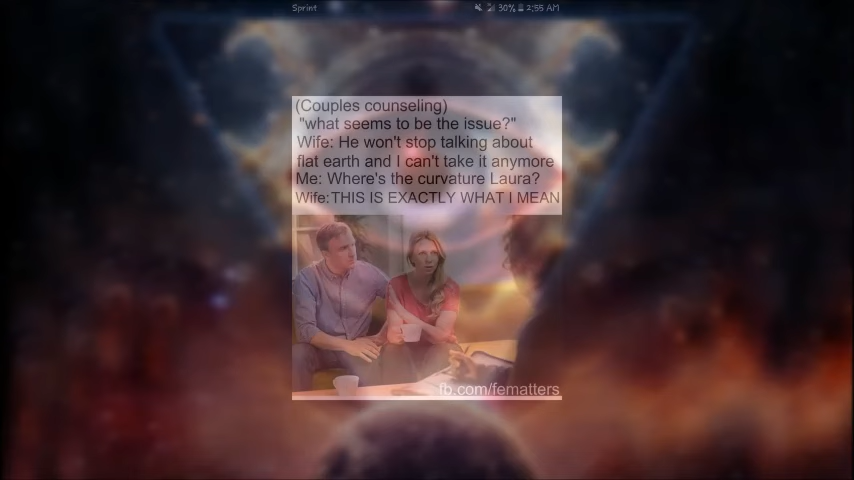 Sprint 30% 2:55 AM
(Couples counseling)
"what seems to be the issue?"
Wife: He won't stop talking about
flat earth and I can't take it anymore
Me: Where's the curvature Laura?
Wife:THIS IS EXACTLY WHAT I MEAN
fb.com/fematters